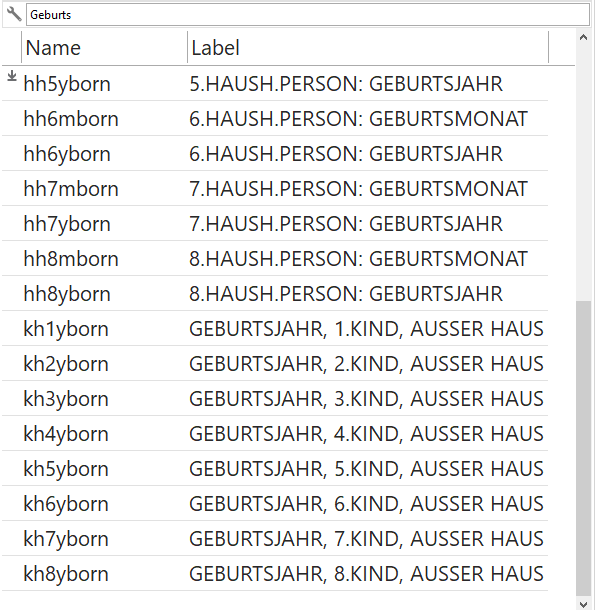 Geburts
Name Label
hh5yborn 5.HAUSH.PERSON: GEBURTSJAHR
hh6mborn 6.HAUSH.PERSON: GEBURTSMONAT
hh6yborn 6.HAUSH.PERSON: GEBURTSJAHR
hh7mborn 7.HAUSH.PERSON: GEBURTSMONAT
hh7yborn 7.HAUSH.PERSON: GEBURTSJAHR
hh8mborn 8.HAUSH.PERSON: GEBURTSMONAT
hh8yborn 8.HAUSH.PERSON: GEBURTSJAHR
kh1yborn GEBURTSJAHR, 1.KIND, AUSSER HAUS
kh2yborn GEBURTSJAHR, 2.KIND, AUSSER HAUS
kh3yborn GEBURTSJAHR, 3.KIND, AUSSER HAUS
kh4yborn GEBURTSJAHR, 4.KIND, AUSSER HAUS
kh5yborn GEBURTSJAHR, 5.KIND, AUSSER HAUS
kh6yborn GEBURTSJAHR, 6.KIND, AUSSER HAUS
kh7yborn GEBURTSJAHR, 7.KIND, AUSSER HAUS
kh8yborn GEBURTSJAHR, 8.KIND, AUSSER HAUS